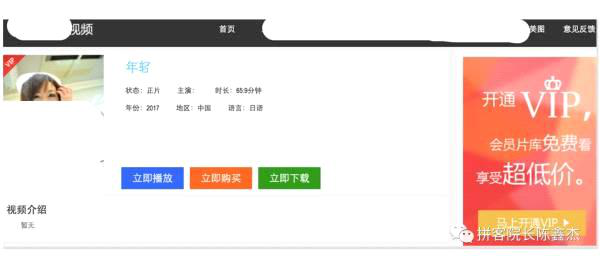 视频 首页 美图 意见反馈
VIP
年轻
状态：正片 主演： 时长：65分钟
年份：2017 地区：中国 语言：日语
立即播放 立即购买 立即下载
视频介绍
暂无
开通VIP,
会员片库免费看
享受超低价。
马上开通VIP
拼客院长陈鑫杰